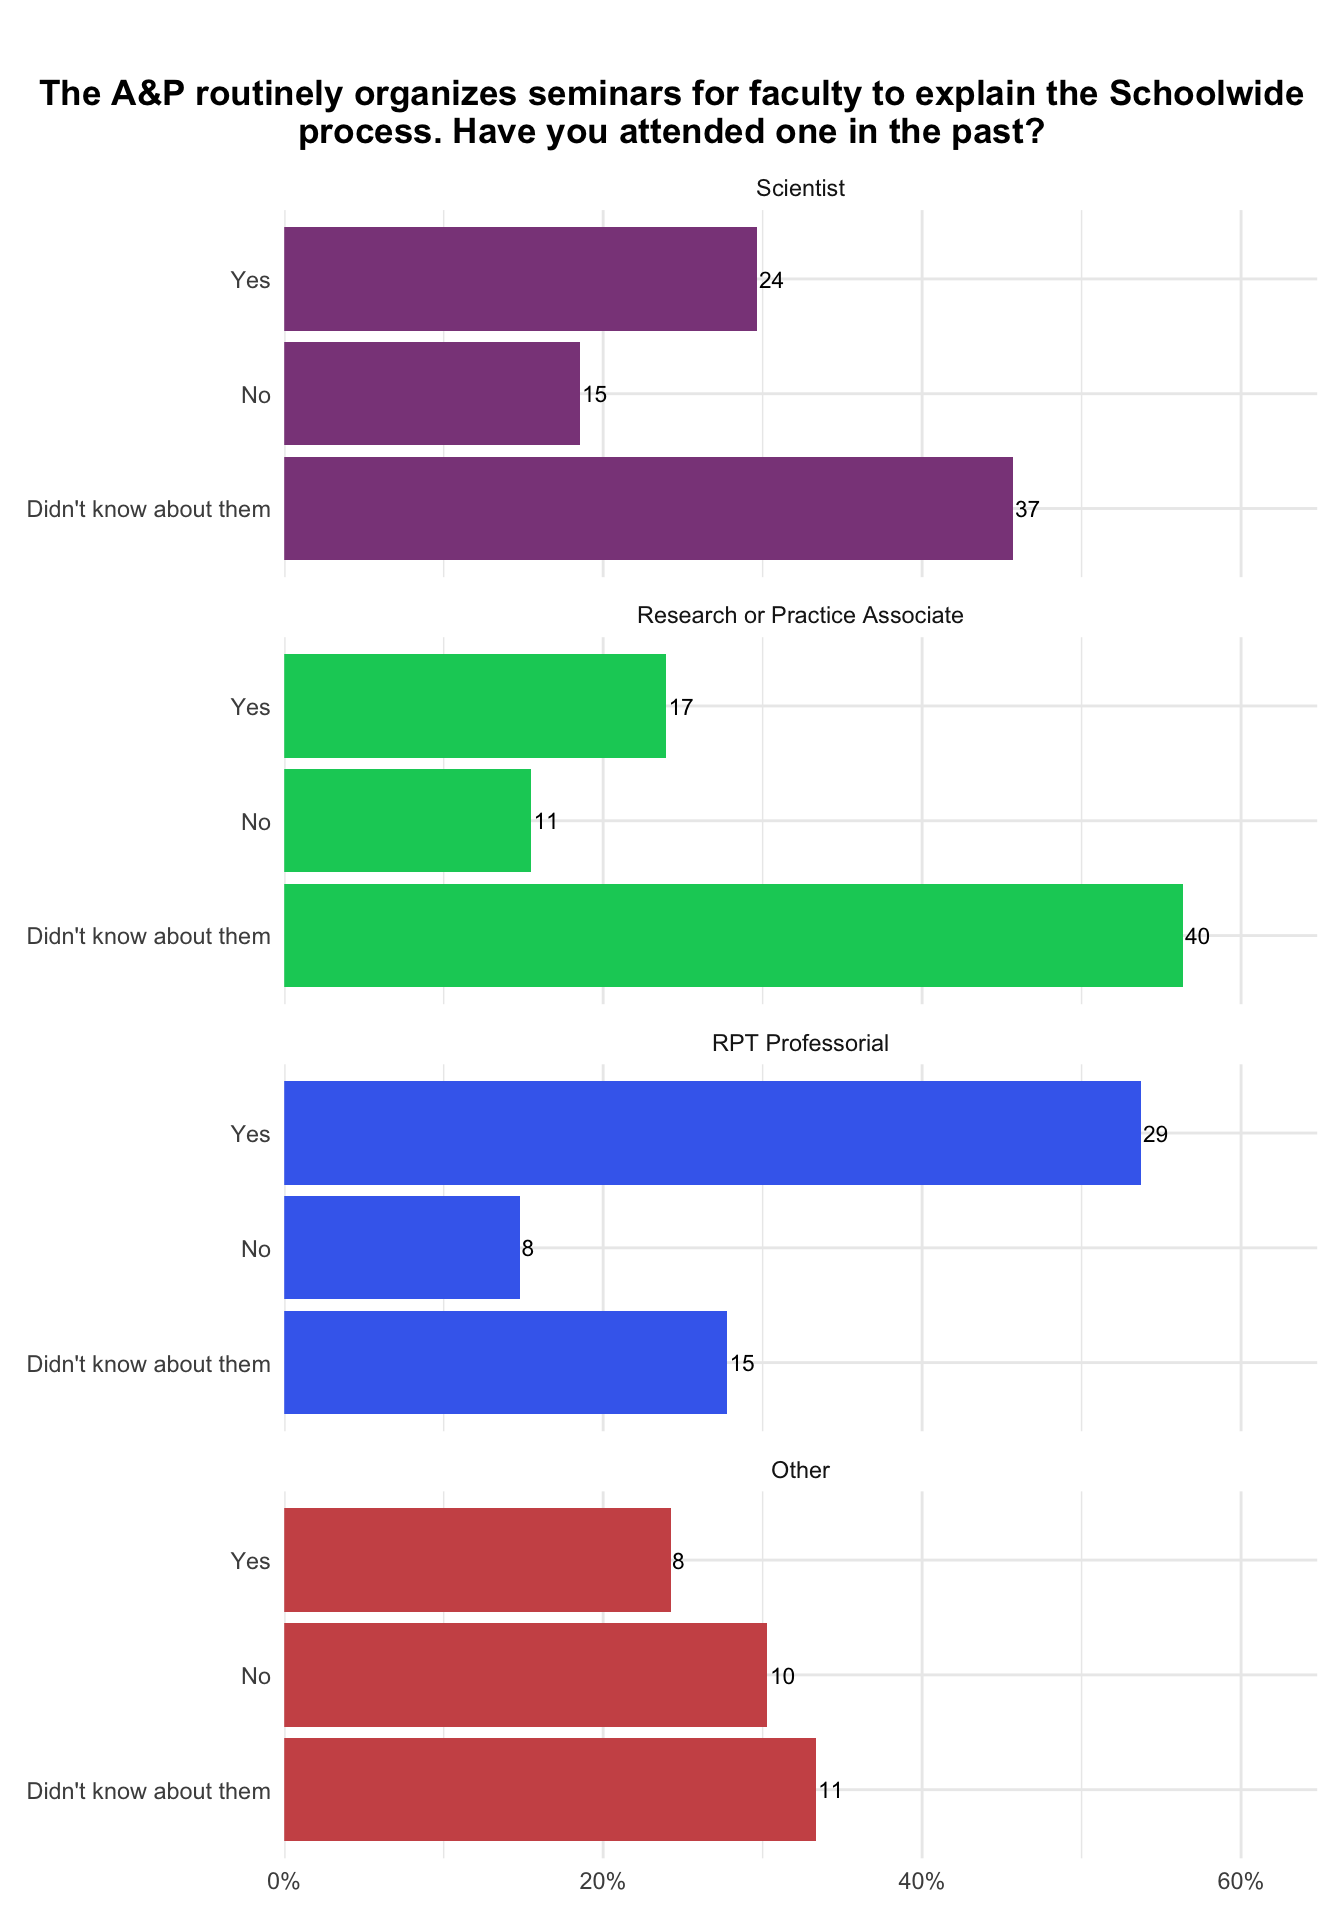 The A&P routinely organizes seminars for faculty to explain the Schoolwide
process. Have you attended one in the past?
Scientist
Yes
24
No
15
Didn't know about them
37
Research or Practice Associate
Yes
17
No
11
Didn't know about them
40
RPT Professorial
Yes
29
No
8
Didn't know about them
15
Other
Yes
8
No
10
Didn't know about them
11
0%
20%
40%
60%